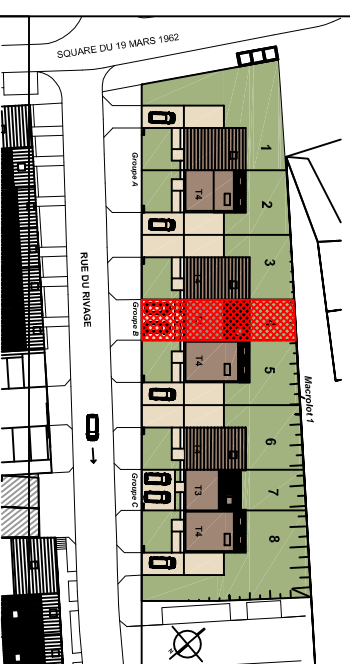 SQUARE DU 19 MARS 1962
1
Groupe A
T4
2
3
RUE DU RIVAGE
Groupe B
Macrolot 1
T4
5
6
Groupe C
T3
7
T4
8
N